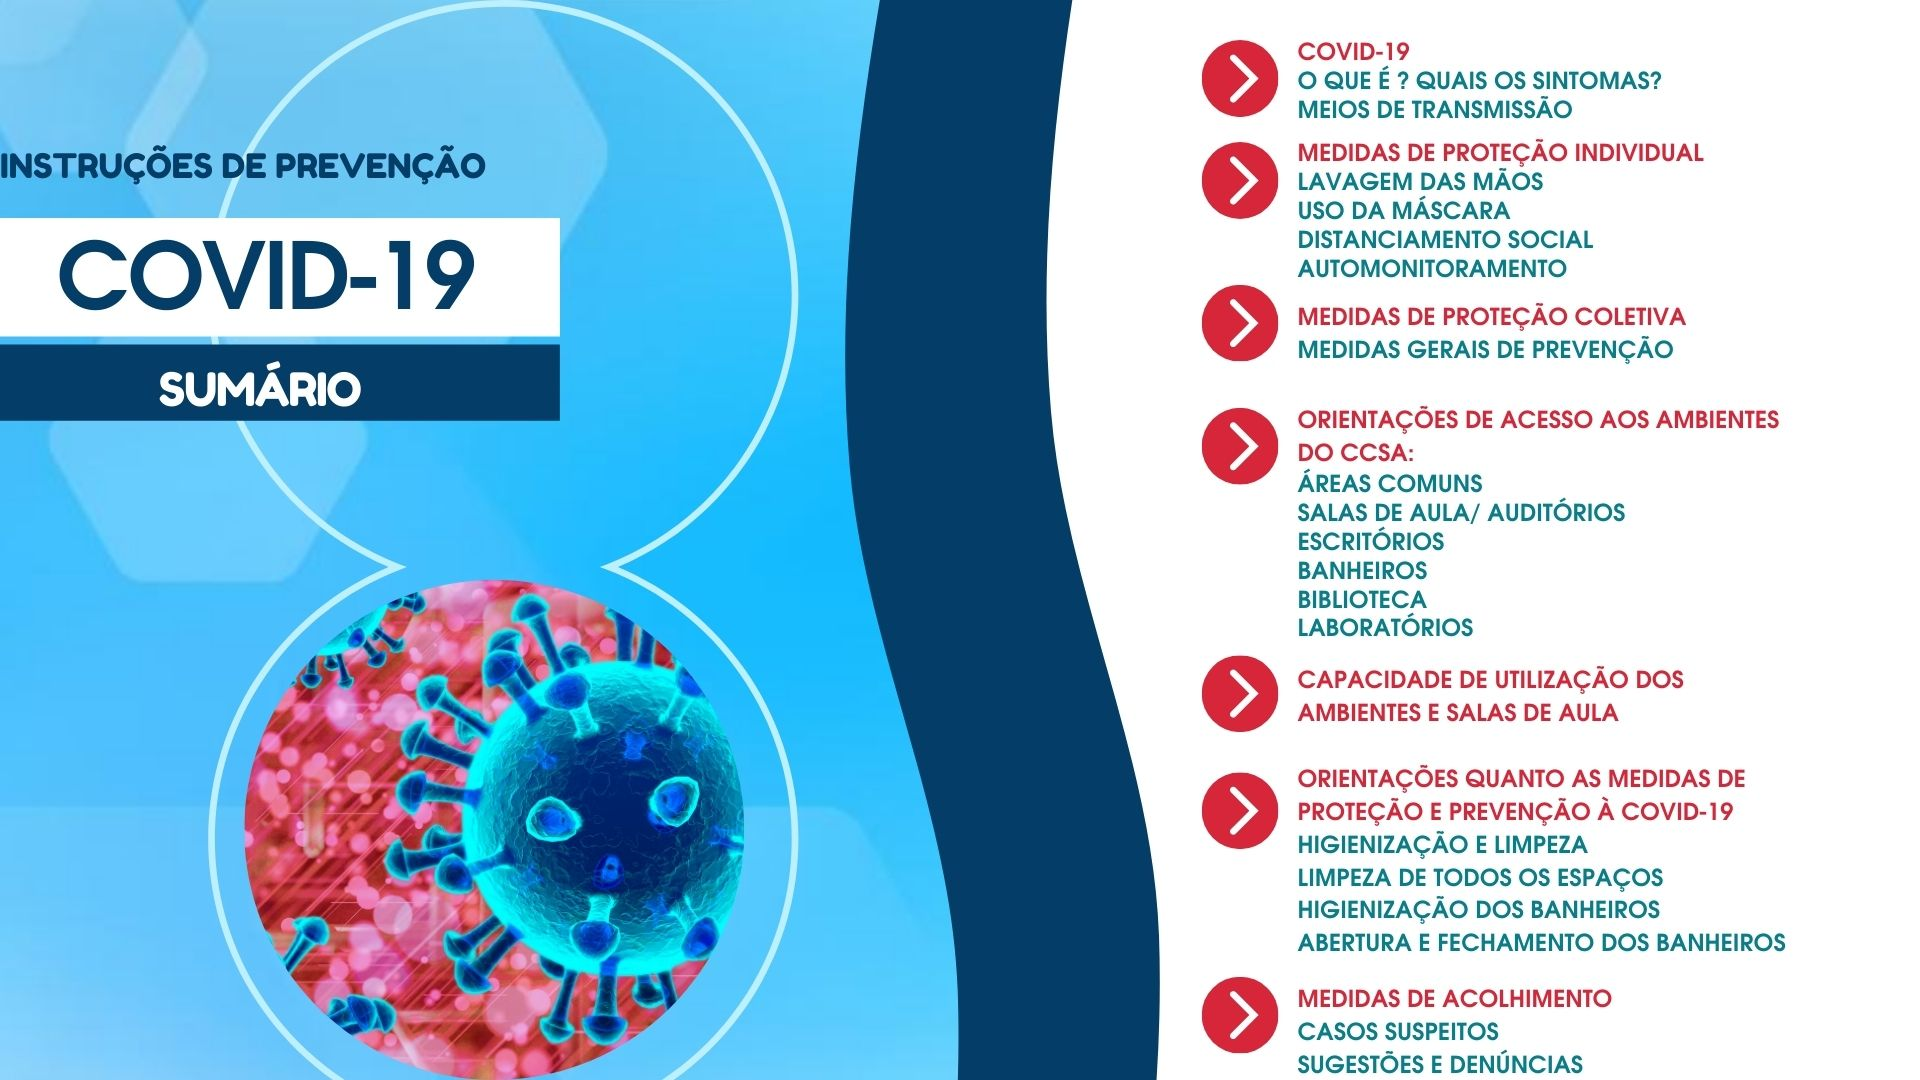 INSTRUÇÕES DE PREVENÇÃO
COVID-19
SUMÁRIO
COVID-19
O QUE É ? QUAIS OS SINTOMAS?
MEIOS DE TRANSMISSÃO
MEDIDAS DE PROTEÇÃO INDIVIDUAL
LAVAGEM DAS MÃOS
USO DA MÁSCARA
DISTANCIAMENTO SOCIAL
AUTOMONITORAMENTO
MEDIDAS DE PROTEÇÃO COLETIVA
MEDIDAS GERAIS DE PREVENÇÃO
ORIENTAÇÕES DE ACESSO AOS AMBIENTES
DO CCSA:
ÁREAS COMUNS
SALAS DE AULA/ AUDITÓRIOS
ESCRITÓRIOS
BANHEIROS
BIBLIOTECA
LABORATÓRIOS
CAPACIDADE DE UTILIZAÇÃO DOS
AMBIENTES E SALAS DE AULA
ORIENTAÇÕES QUANTO AS MEDIDAS DE
PROTEÇÃO E PREVENÇÃO À COVID-19
HIGIENIZAÇÃO E LIMPEZA
LIMPEZA DE TODOS OS ESPAÇOS
HIGIENIZAÇÃO DOS BANHEIROS
ABERTURA E FECHAMENTO DOS BANHEIROS
MEDIDAS DE ACOLHIMENTO
CASOS SUSPEITOS
SUGESTÕES E DENÚNCIAS